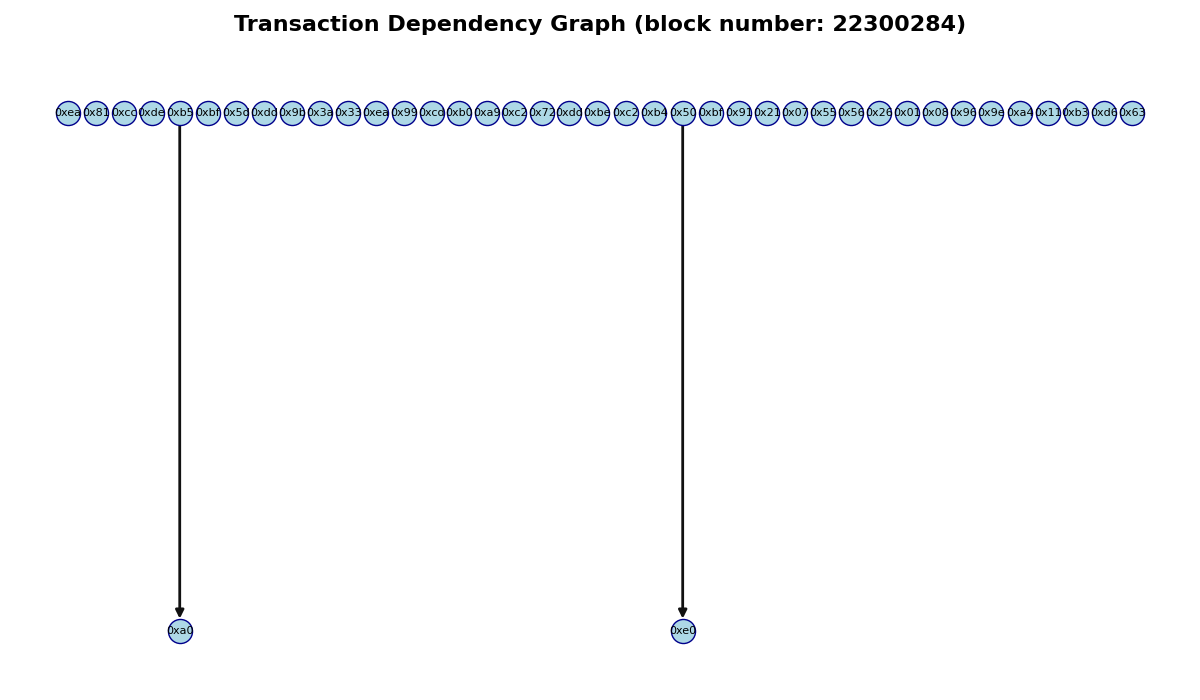 Transaction Dependency Graph (block number: 22300284)
0xea 0x81 0xcc 0xde 0xb5 0xbf 0x5d 0xdd 0x9b 0x3a 0x33 0xea 0x99 0xcd 0xb0 0xa9 0xc2 0x72 0xdd 0xbe 0xc2 0xb4 0x50 0xbf 0x91 0x21 0x07 0x55 0x56 0x26 0x01 0x08 0x96 0x9e 0xa4 0x11 0xb3 0xd6 0x63
0xa0 0xe0